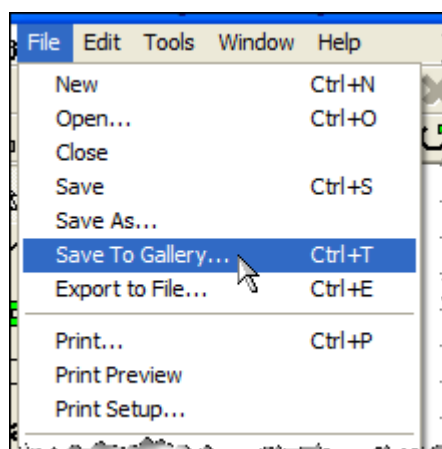 File Edit Tools Window Help
New Ctrl+N
Open... Ctrl+O
Close
Save Ctrl+S
Save As...
Save To Gallery... Ctrl+T
Export to File... Ctrl+E
Print... Ctrl+P
Print Preview
Print Setup...